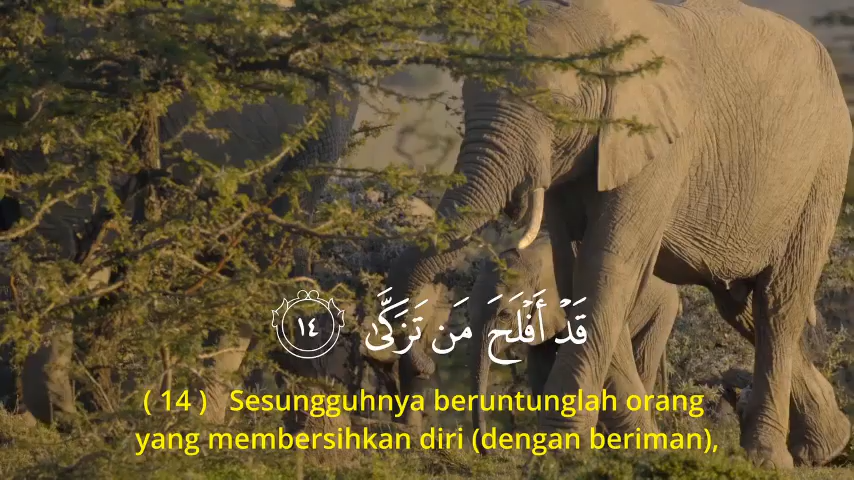 قَدْ أَفْلَحَ مَن تَزَكَّىٰ ١٤
( 14 ) Sesungguhnya beruntunglah orang
yang membersihkan diri (dengan beriman),